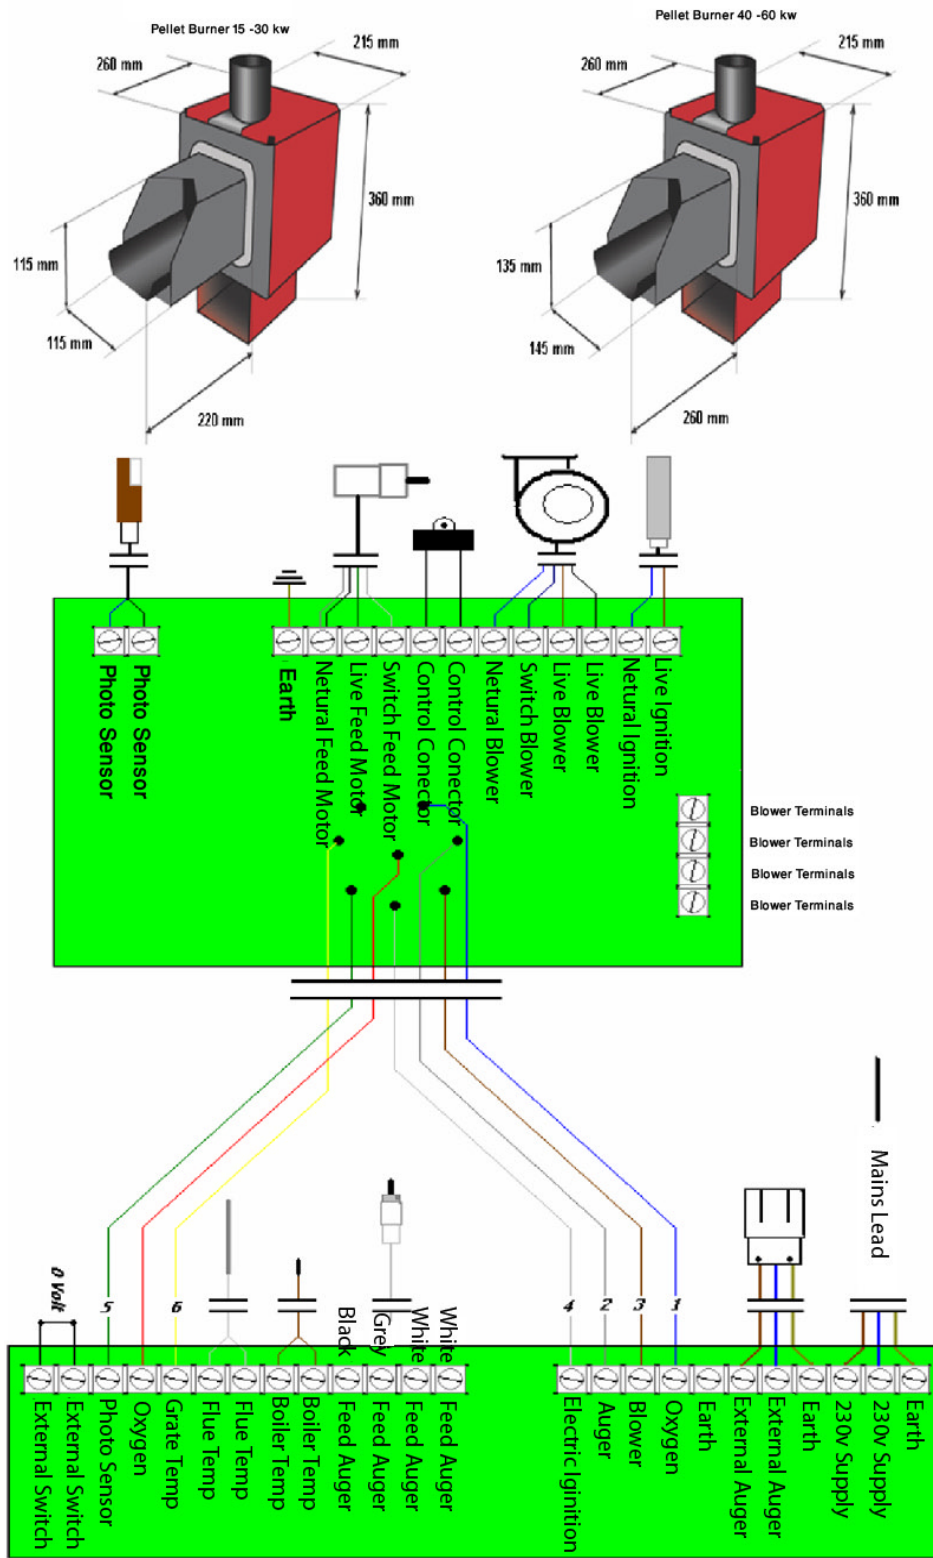 Pellet Burner 15 -30 kw
Pellet Burner 40 -60 kw
260 mm
215 mm
360 mm
115 mm
115 mm
220 mm
260 mm
215 mm
360 mm
135 mm
145 mm
260 mm
Photo Sensor
Photo Sensor
Earth
Netural Feed Motor
Live Feed Motor
Switch Feed Motor
Control Conector
Control Conector
Netural Blower
Switch Blower
Live Blower
Live Blower
Netural Ignition
Live Ignition
Blower Terminals
Blower Terminals
Blower Terminals
Blower Terminals
Mains Lead
0 Volt
5
6
Black
Grey
White
White
4
2
3
1
External Switch
External Switch
Photo Sensor
Oxygen
Grate Temp
Flue Temp
Flue Temp
Boiler Temp
Boiler Temp
Feed Auger
Feed Auger
Feed Auger
Feed Auger
Electric Iginition
Auger
Blower
Oxygen
Earth
External Auger
External Auger
Earth
230v Supply
230v Supply
Earth